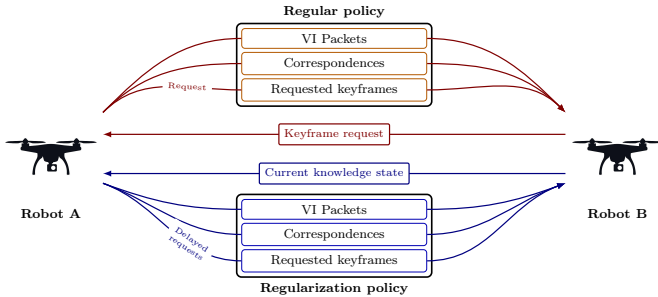 Regular policy
VI Packets
Correspondences
Request
Requested keyframes
Keyframe request
Current knowledge state
Robot A
Robot B
VI Packets
Correspondences
Delayed
requests
Requested keyframes
Regularization policy